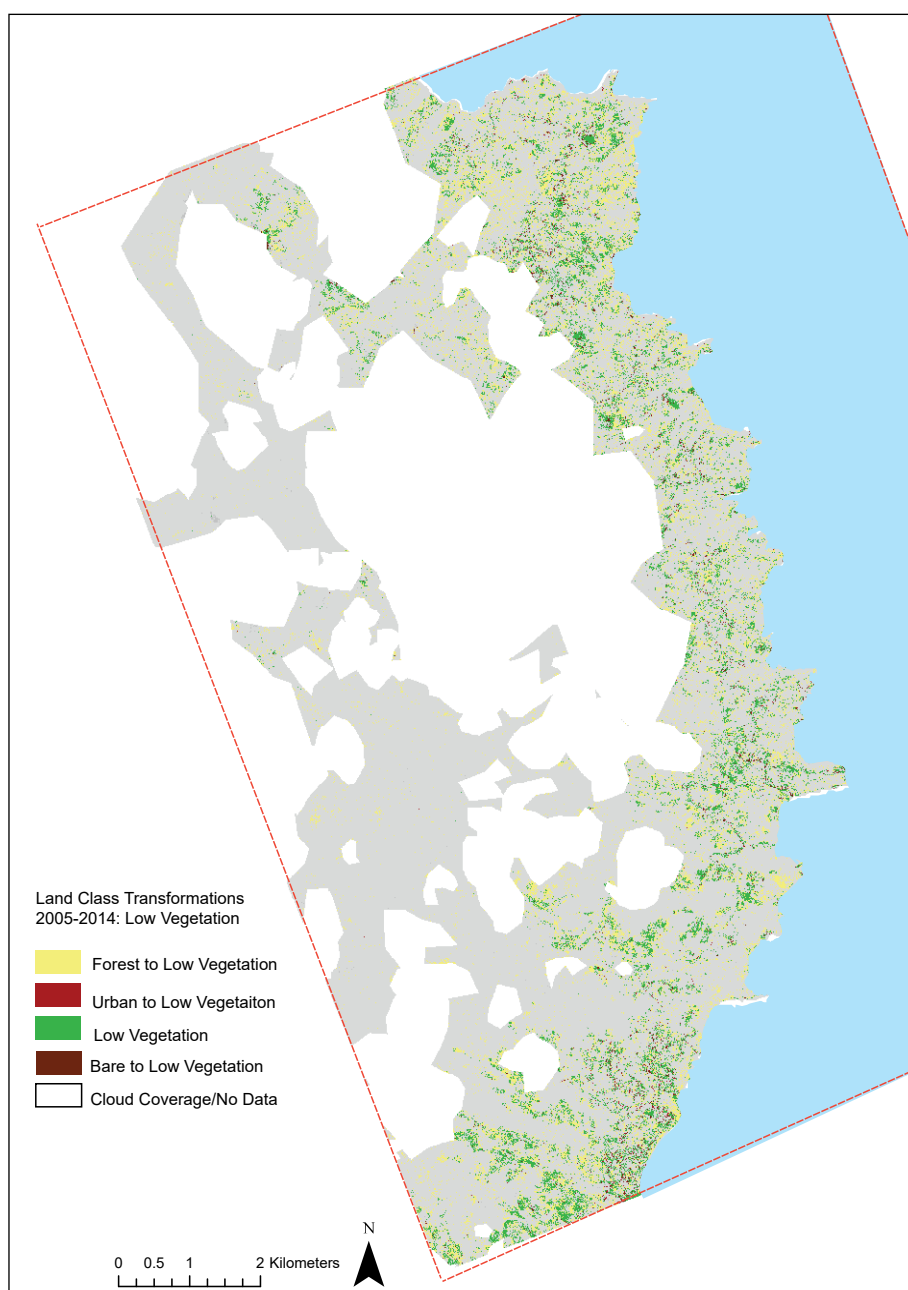 Land Class Transformations
2005-2014: Low Vegetation
Forest to Low Vegetation
Urban to Low Vegetaiton
Low Vegetation
Bare to Low Vegetation
Cloud Coverage/No Data
N
0 0.5 1 2 Kilometers